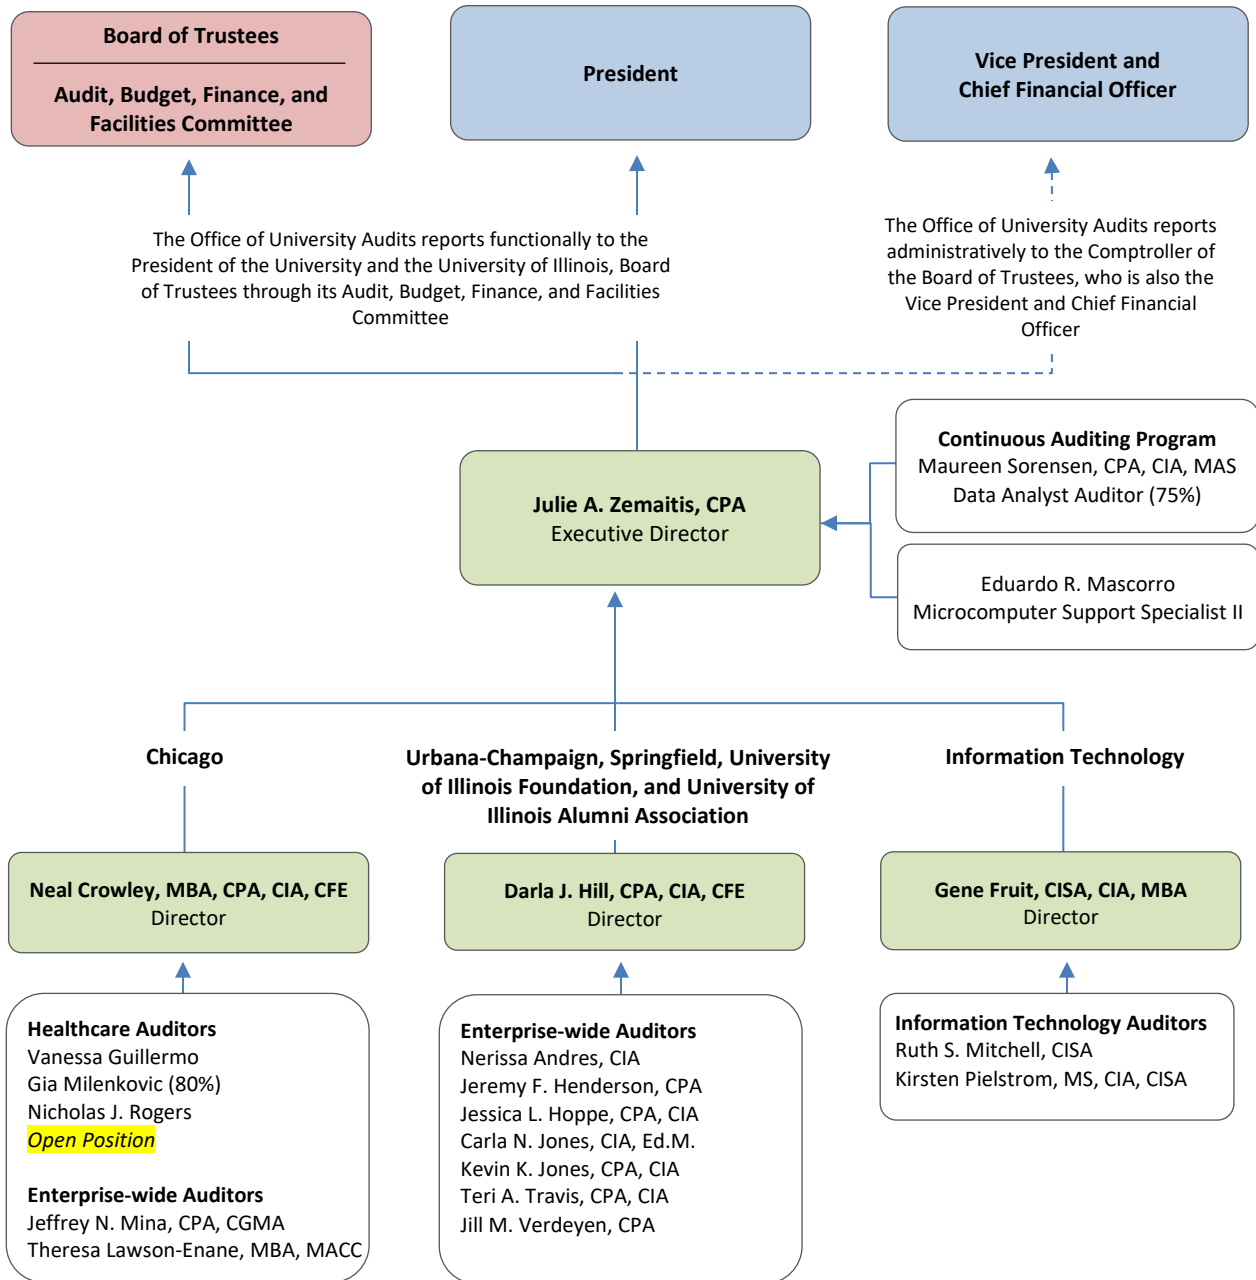 Board of Trustees
Audit, Budget, Finance, and
Facilities Committee
President
Vice President and
Chief Financial Officer
The Office of University Audits reports functionally to the
President of the University and the University of Illinois, Board
of Trustees through its Audit, Budget, Finance, and Facilities
Committee
The Office of University Audits reports
administratively to the Comptroller of
the Board of Trustees, who is also the
Vice President and Chief Financial
Officer
Continuous Auditing Program
Maureen Sorensen, CPA, CIA, MAS
Data Analyst Auditor (75%)
Julie A. Zemaitis, CPA
Executive Director
Eduardo R. Mascorro
Microcomputer Support Specialist II
Chicago
Urbana-Champaign, Springfield, University
of Illinois Foundation, and University of
Illinois Alumni Association
Information Technology
Neal Crowley, MBA, CPA, CIA, CFE
Director
Darla J. Hill, CPA, CIA, CFE
Director
Gene Fruit, CISA, CIA, MBA
Director
Healthcare Auditors
Vanessa Guillermo
Gia Milenkovic (80%)
Nicholas J. Rogers
Open Position
Enterprise-wide Auditors
Jeffrey N. Mina, CPA, CGMA
Theresa Lawson-Enane, MBA, MACC
Enterprise-wide Auditors
Nerissa Andres, CIA
Jeremy F. Henderson, CPA
Jessica L. Hoppe, CPA, CIA
Carla N. Jones, CIA, Ed.M.
Kevin K. Jones, CPA, CIA
Teri A. Travis, CPA, CIA
Jill M. Verdeyen, CPA
Information Technology Auditors
Ruth S. Mitchell, CISA
Kirsten Pielstrom, MS, CIA, CISA